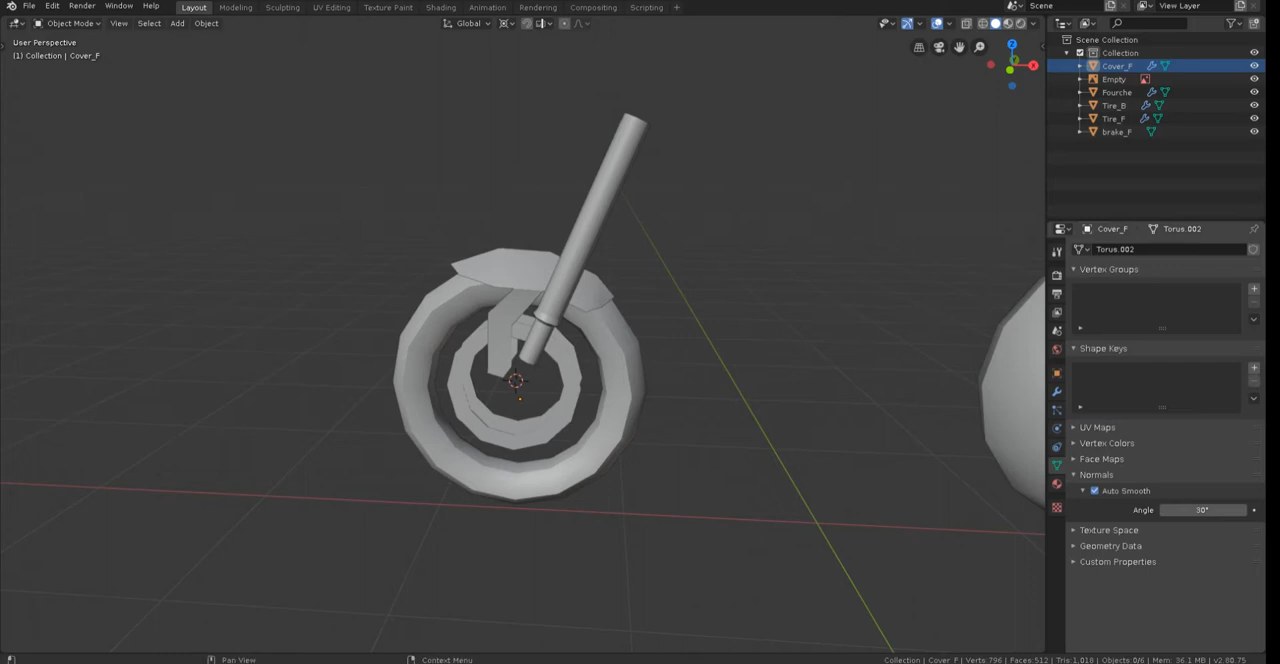 File Edit Render Window Help Layout Modeling Sculpting UV Editing Texture Paint Shading Animation Rendering Compositing Scripting + Scene View Layer
Object Mode View Select Add Object Global
User Perspective
(1) Collection | Cover_F
Z
X
Scene Collection
Collection
Cover_F
Empty
Fourche
Tire_B
Tire_F
brake_F
Cover_F Torus.002
Torus.002
Vertex Groups
Shape Keys
UV Maps
Vertex Colors
Face Maps
Normals
Auto Smooth
Angle 30°
Texture Space
Geometry Data
Custom Properties
Pan View Context Menu Collection | Cover_F | Verts:796 | Faces:512 | Tris:1,018 | Objects:0/6 | Mem: 36.1 MB | v2.80.75